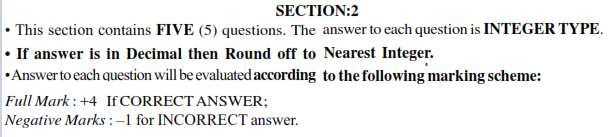 SECTION:2
• This section contains FIVE (5) questions. The answer to each question is INTEGER TYPE.
• If answer is in Decimal then Round off to Nearest Integer.
•Answer to each question will be evaluated according to the following marking scheme:
Full Mark : +4 If CORRECT ANSWER;
Negative Marks : –1 for INCORRECT answer.